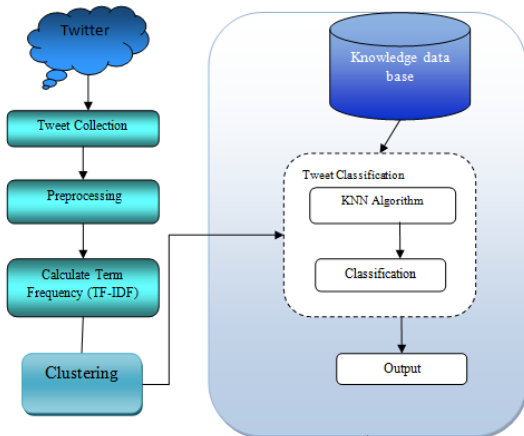 Twitter
Tweet Collection
Preprocessing
Calculate Term
Frequency (TF-IDF)
Clustering
Knowledge data
base
Tweet Classification
KNN Algorithm
Classification
Output